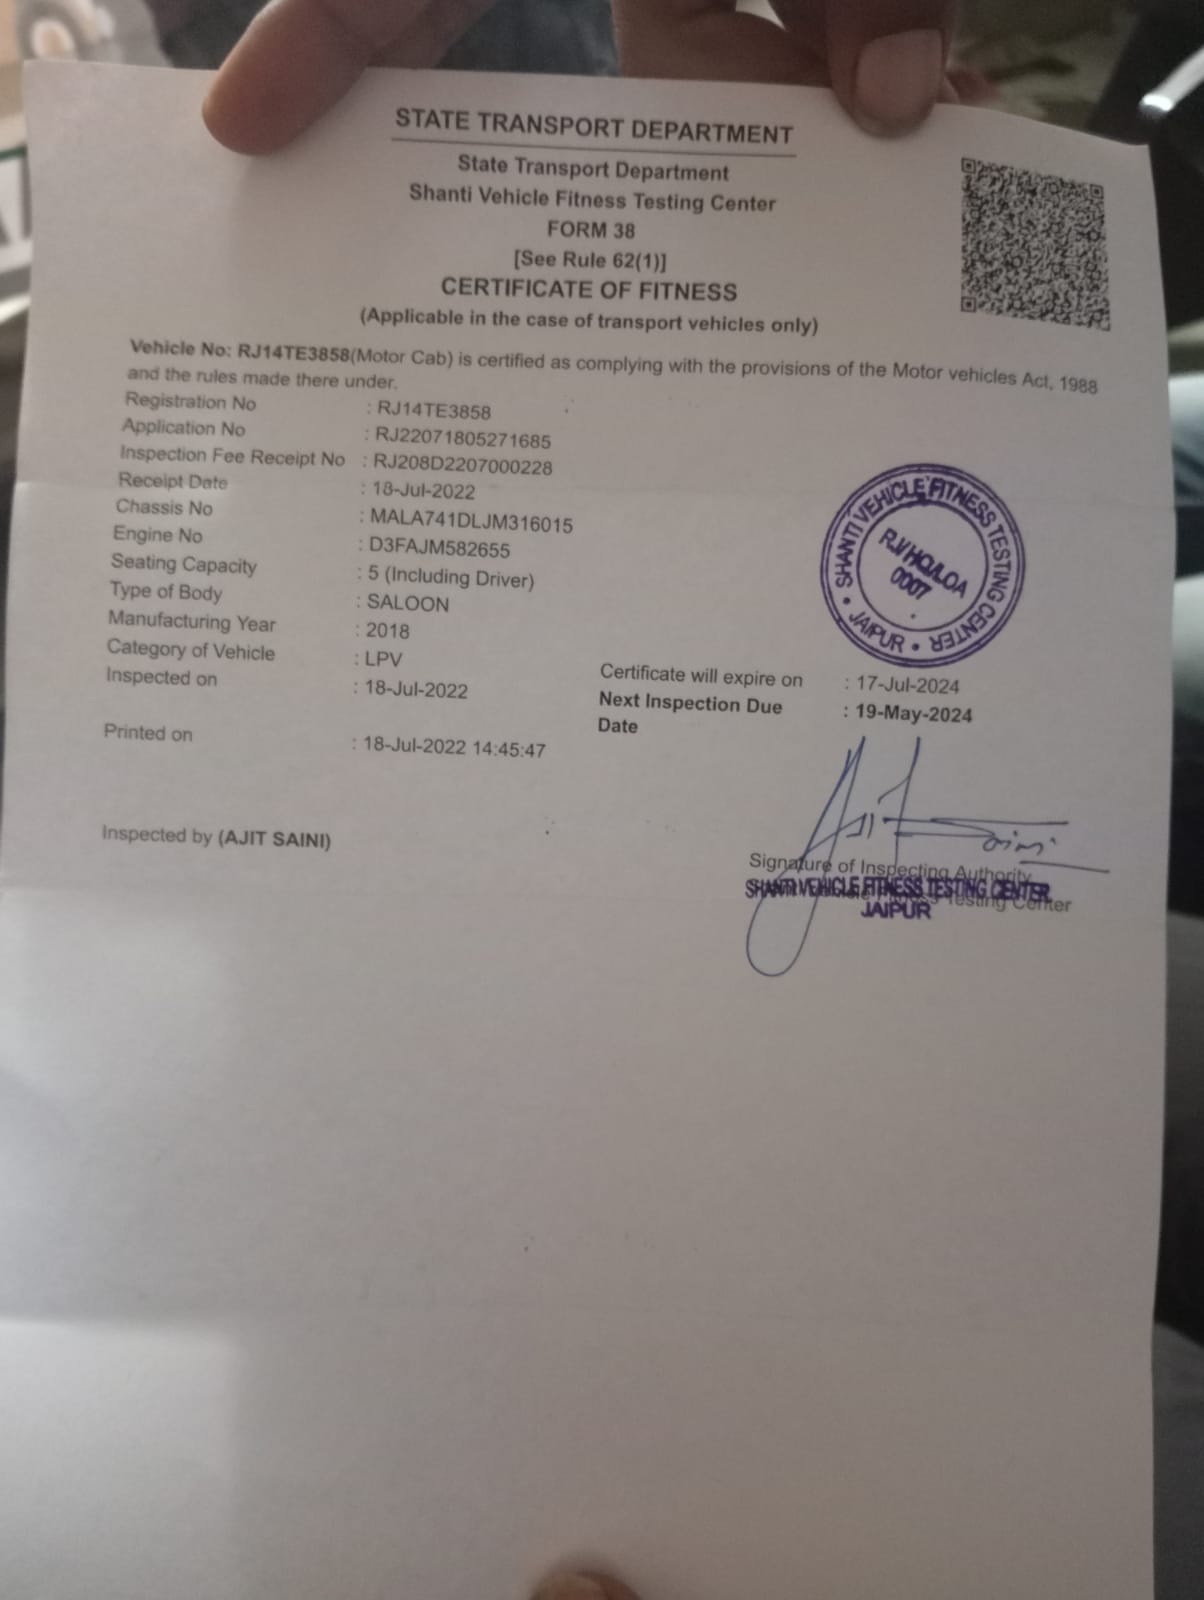 STATE TRANSPORT DEPARTMENT
State Transport Department
Shanti Vehicle Fitness Testing Center
FORM 38
[See Rule 62(1)]
CERTIFICATE OF FITNESS
(Applicable in the case of transport vehicles only)
Vehicle No: RJ14TE3858(Motor Cab) is certified as complying with the provisions of the Motor vehicles Act, 1988
and the rules made there under.
Registration No : RJ14TE3858
Application No : RJ22071805271685
Inspection Fee Receipt No : RJ208D2207000228
Receipt Date : 18-Jul-2022
Chassis No : MALA741DLJM316015
Engine No : D3FAJM582655
Seating Capacity : 5 (Including Driver)
Type of Body : SALOON
Manufacturing Year : 2018
Category of Vehicle : LPV
Inspected on : 18-Jul-2022
Certificate will expire on : 17-Jul-2024
Next Inspection Due : 19-May-2024
Date
Printed on : 18-Jul-2022 14:45:47
SHANTI VEHICLE FITNESS TESTING CENTER
JAIPUR
RJ/HQ/LOA
0007
Inspected by (AJIT SAINI)
Ajit Saini
Signature of Inspecting Authority
SHANTI VEHICLE FITNESS TESTING CENTER
JAIPUR
Testing Center